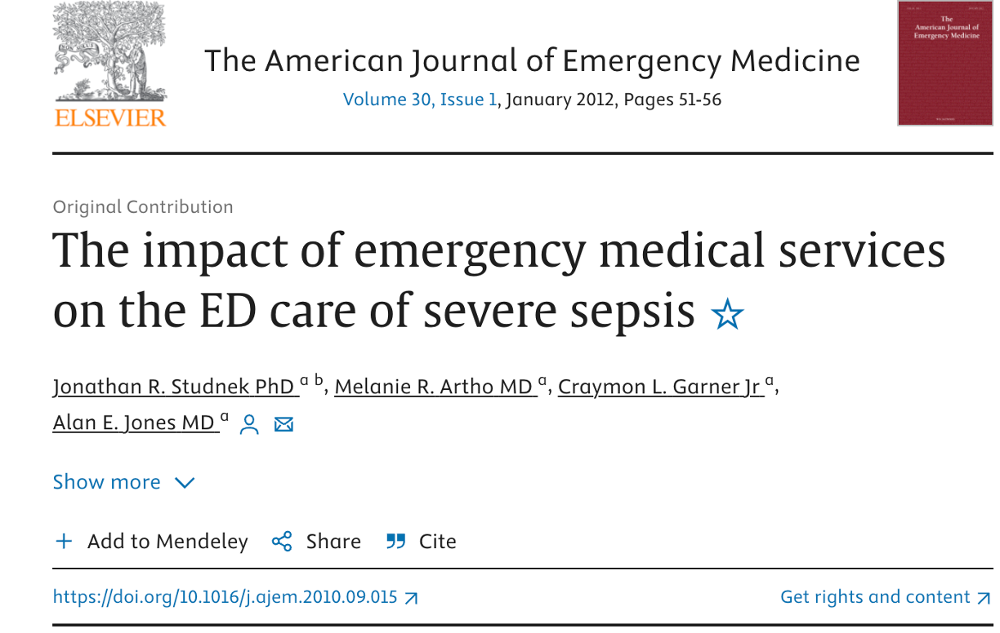 ELSEVIER
The American Journal of Emergency Medicine
Volume 30, Issue 1, January 2012, Pages 51-56
The
American Journal of
Emergency Medicine
Original Contribution
The impact of emergency medical services
on the ED care of severe sepsis
Jonathan R. Studnek PhD a b, Melanie R. Artho MD a, Craymon L. Garner Jr a,
Alan E. Jones MD a
Show more
Add to Mendeley Share Cite
https://doi.org/10.1016/j.ajem.2010.09.015 Get rights and content